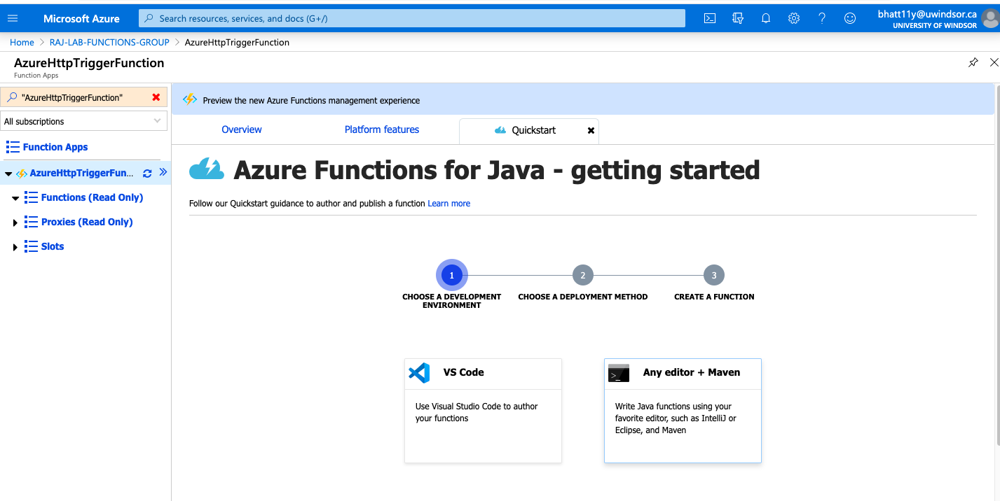 Microsoft Azure
Search resources, services, and docs (G+/)
bhatt11y@uwindsor.ca
UNIVERSITY OF WINDSOR
Home > RAJ-LAB-FUNCTIONS-GROUP > AzureHttpTriggerFunction
AzureHttpTriggerFunction
Function Apps
"AzureHttpTriggerFunction"
All subscriptions
Function Apps
AzureHttpTriggerFun...
Functions (Read Only)
Proxies (Read Only)
Slots
Preview the new Azure Functions management experience
Overview
Platform features
Quickstart
Azure Functions for Java - getting started
Follow our Quickstart guidance to author and publish a function Learn more
1
CHOOSE A DEVELOPMENT
ENVIRONMENT
2
CHOOSE A DEPLOYMENT METHOD
3
CREATE A FUNCTION
VS Code
Use Visual Studio Code to author
your functions
>_
Any editor + Maven
Write Java functions using your
favorite editor, such as IntelliJ or
Eclipse, and Maven